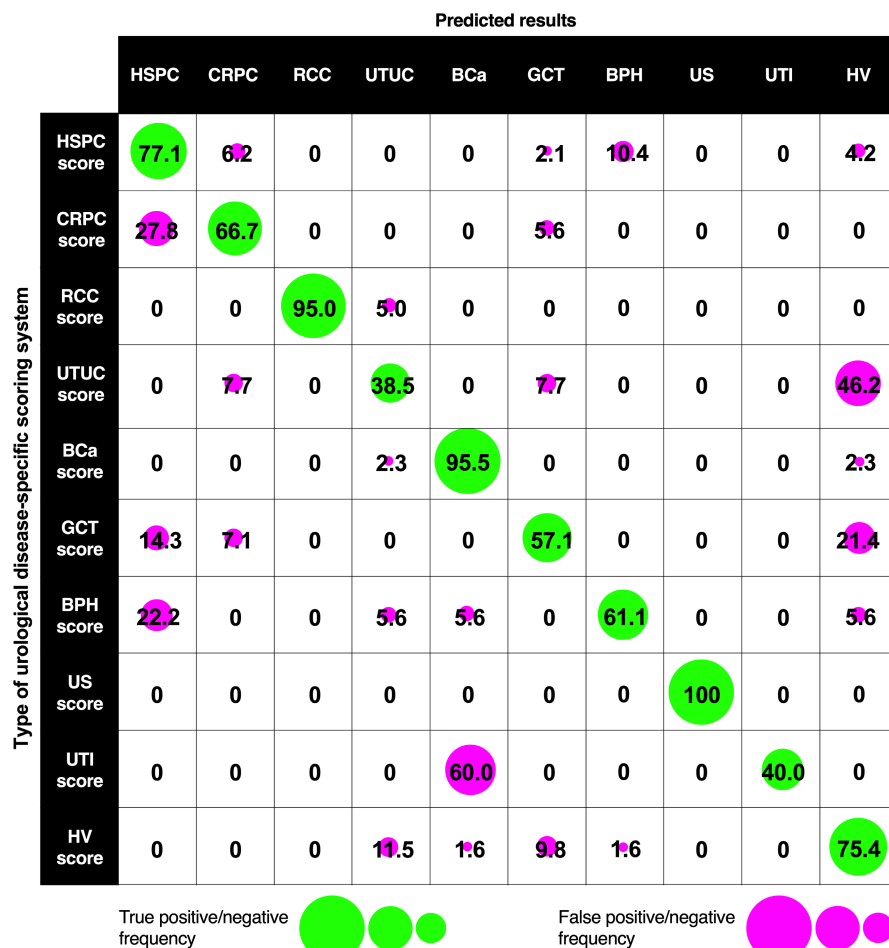 Predicted results
HSPC CRPC RCC UTUC BCa GCT BPH US UTI HV
Type of urological disease-specific scoring system
HSPC
score
77.1 6.2 0 0 0 2.1 10.4 0 0 4.2
CRPC
score
27.8 66.7 0 0 0 5.6 0 0 0 0
RCC
score
0 0 95.0 5.0 0 0 0 0 0 0
UTUC
score
0 7.7 0 38.5 0 7.7 0 0 0 46.2
BCa
score
0 0 0 2.3 95.5 0 0 0 0 2.3
GCT
score
14.3 7.1 0 0 0 57.1 0 0 0 21.4
BPH
score
22.2 0 0 5.6 5.6 0 61.1 0 0 5.6
US
score
0 0 0 0 0 0 0 100 0 0
UTI
score
0 0 0 0 60.0 0 0 0 40.0 0
HV
score
0 0 0 11.5 1.6 9.8 1.6 0 0 75.4
True positive/negative
frequency
False positive/negative
frequency